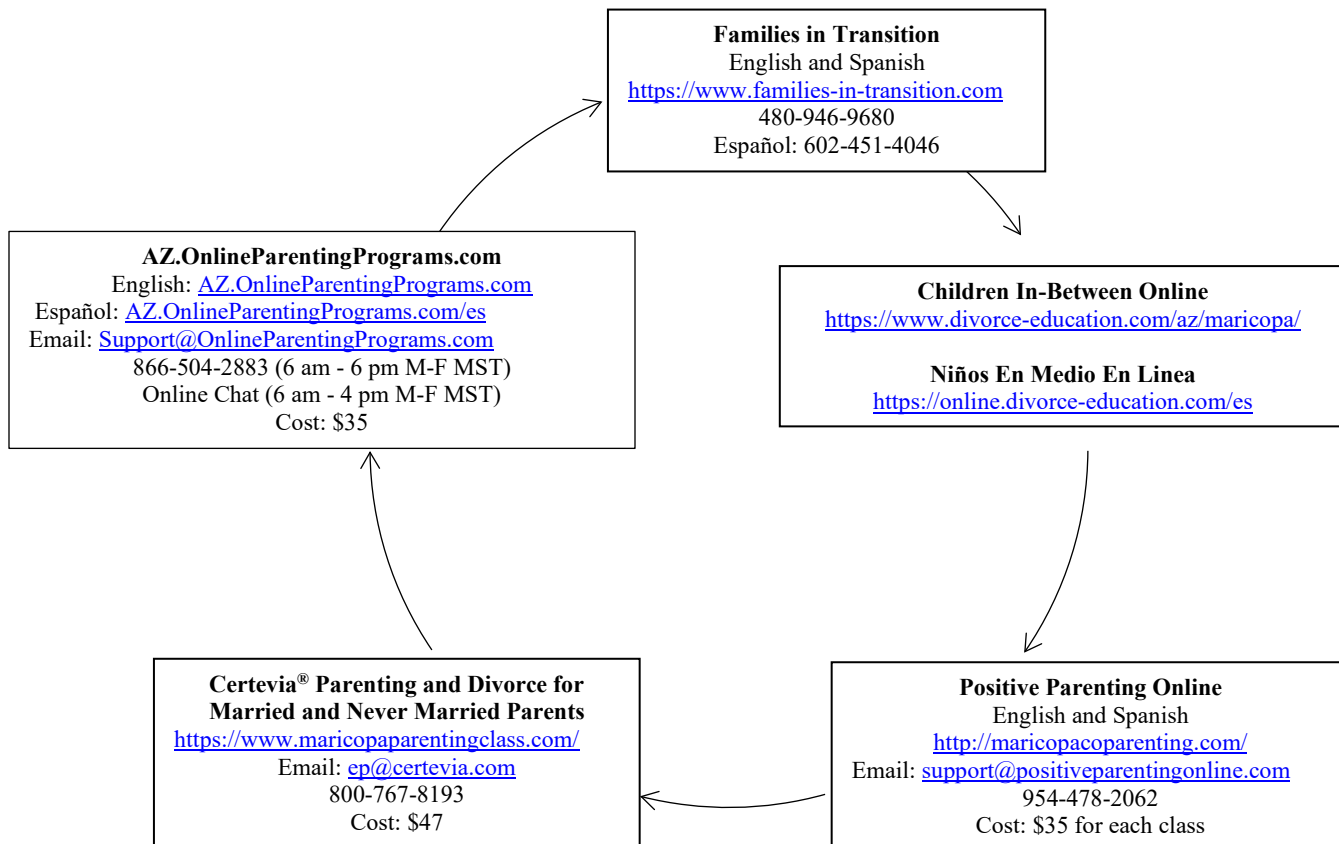 Families in Transition
English and Spanish
https://www.families-in-transition.com
480-946-9680
Español: 602-451-4046
AZ.OnlineParentingPrograms.com
English: AZ.OnlineParentingPrograms.com
Español: AZ.OnlineParentingPrograms.com/es
Email: Support@OnlineParentingPrograms.com
866-504-2883 (6 am - 6 pm M-F MST)
Online Chat (6 am - 4 pm M-F MST)
Cost: $35
Children In-Between Online
https://www.divorce-education.com/az/maricopa/
Niños En Medio En Linea
https://online.divorce-education.com/es
Certevia® Parenting and Divorce for
Married and Never Married Parents
https://www.maricopaparentingclass.com/
Email: ep@certevia.com
800-767-8193
Cost: $47
Positive Parenting Online
English and Spanish
http://maricopacoparenting.com/
Email: support@positiveparentingonline.com
954-478-2062
Cost: $35 for each class